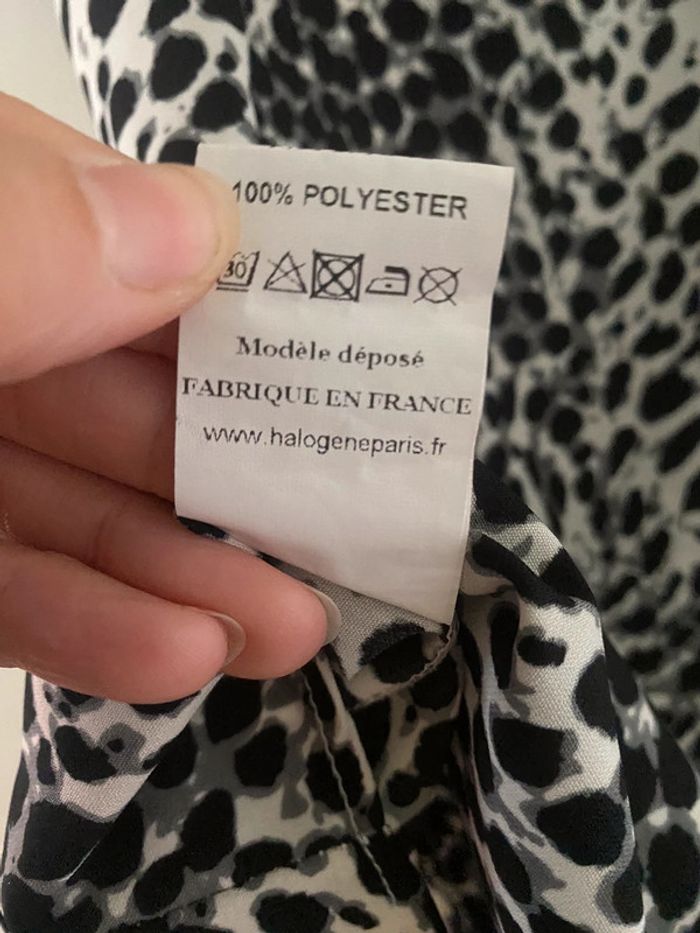 100% POLYESTER
30
Modèle déposé
FABRIQUE EN FRANCE
www.halogeneparis.fr